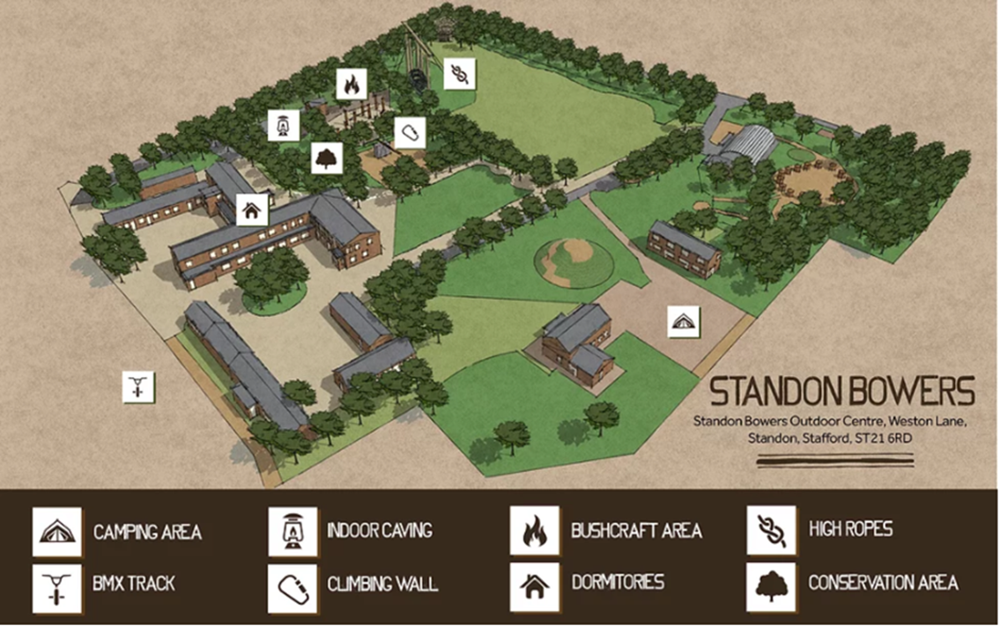 STANDON BOWERS
Standon Bowers Outdoor Centre, Weston Lane,
Standon, Stafford, ST21 6RD
CAMPING AREA
INDOOR CAVING
BUSHCRAFT AREA
HIGH ROPES
BMX TRACK
CLIMBING WALL
DORMITORIES
CONSERVATION AREA